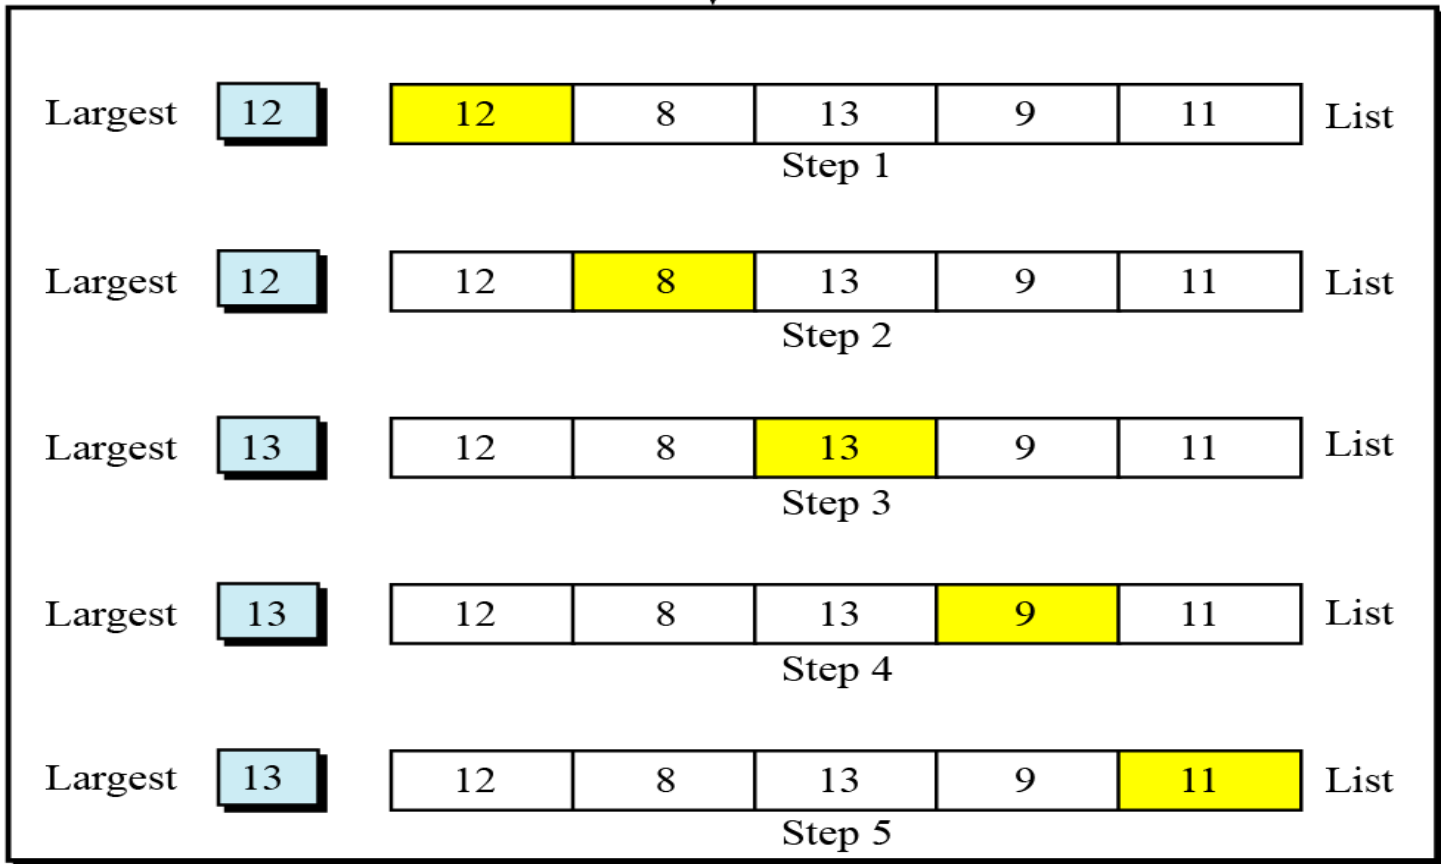 Largest 12 12 8 13 9 11 List
Step 1
Largest 12 12 8 13 9 11 List
Step 2
Largest 13 12 8 13 9 11 List
Step 3
Largest 13 12 8 13 9 11 List
Step 4
Largest 13 12 8 13 9 11 List
Step 5